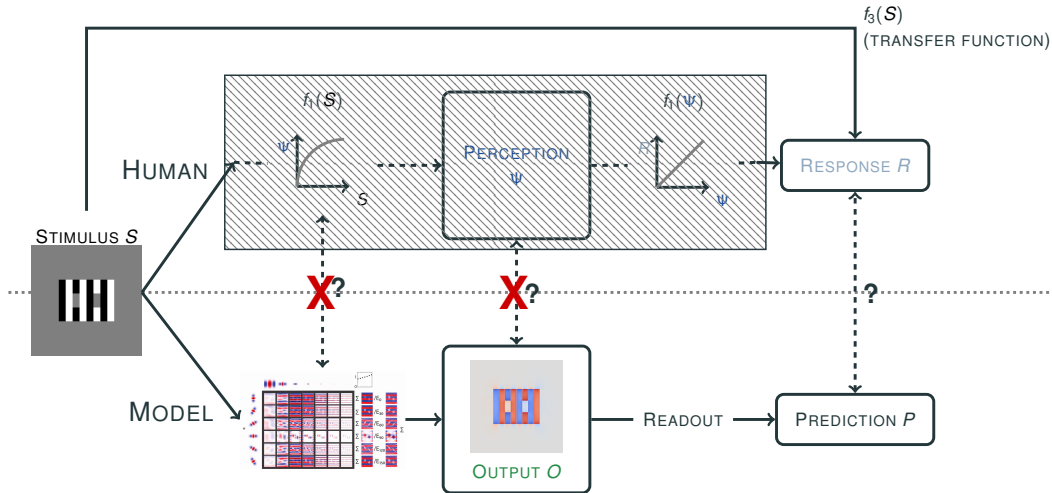 f₃(S)
(TRANSFER FUNCTION)
f₁(S)
f₁(Ψ)
Ψ
S
PERCEPTION
Ψ
R
Ψ
HUMAN
RESPONSE R
STIMULUS S
X?
X?
?
MODEL
READOUT
PREDICTION P
OUTPUT O